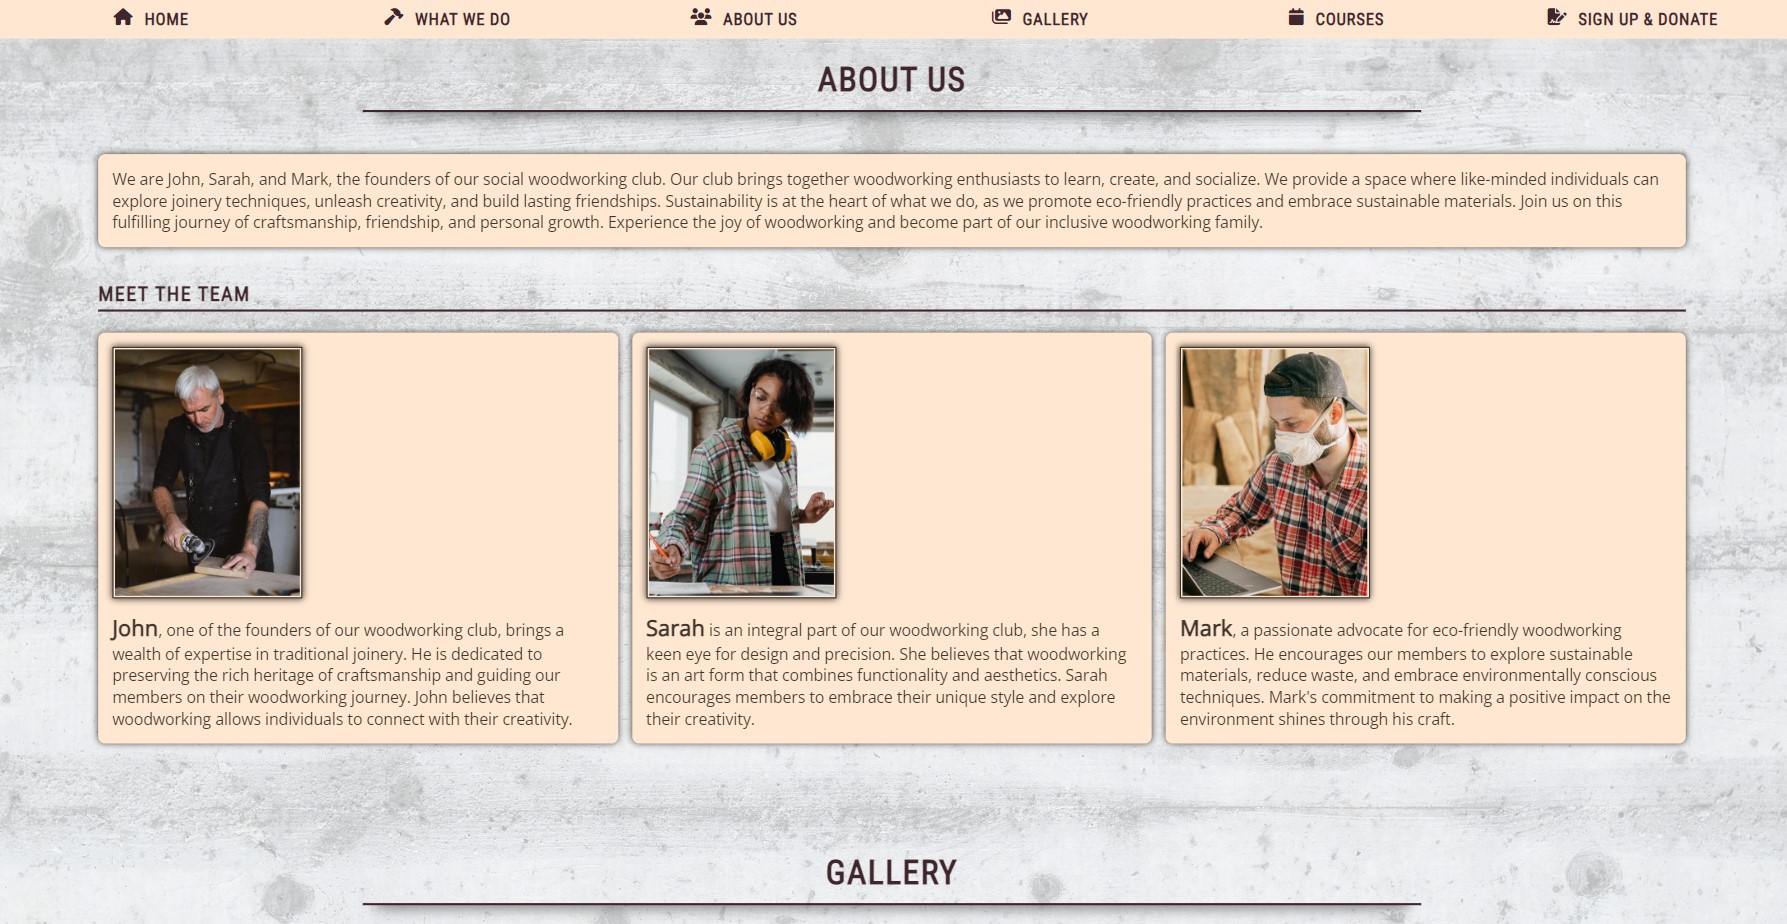 HOME WHAT WE DO ABOUT US GALLERY COURSES SIGN UP & DONATE
ABOUT US
We are John, Sarah, and Mark, the founders of our social woodworking club. Our club brings together woodworking enthusiasts to learn, create, and socialize. We provide a space where like-minded individuals can
explore joinery techniques, unleash creativity, and build lasting friendships. Sustainability is at the heart of what we do, as we promote eco-friendly practices and embrace sustainable materials. Join us on this
fulfilling journey of craftsmanship, friendship, and personal growth. Experience the joy of woodworking and become part of our inclusive woodworking family.
MEET THE TEAM
John, one of the founders of our woodworking club, brings a
wealth of expertise in traditional joinery. He is dedicated to
preserving the rich heritage of craftsmanship and guiding our
members on their woodworking journey. John believes that
woodworking allows individuals to connect with their creativity.
Sarah is an integral part of our woodworking club, she has a
keen eye for design and precision. She believes that woodworking
is an art form that combines functionality and aesthetics. Sarah
encourages members to embrace their unique style and explore
their creativity.
Mark, a passionate advocate for eco-friendly woodworking
practices. He encourages our members to explore sustainable
materials, reduce waste, and embrace environmentally conscious
techniques. Mark's commitment to making a positive impact on the
environment shines through his craft.
GALLERY